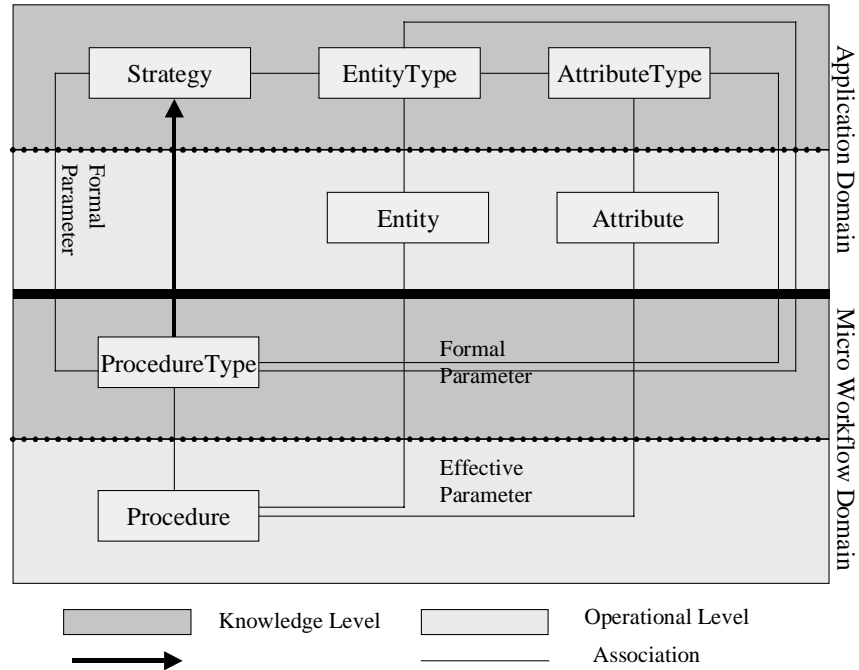 Strategy
EntityType
AttributeType
Application Domain
Formal
Parameter
Entity
Attribute
Micro Workflow Domain
ProcedureType
Formal
Parameter
Effective
Parameter
Procedure
Knowledge Level
Operational Level
Association